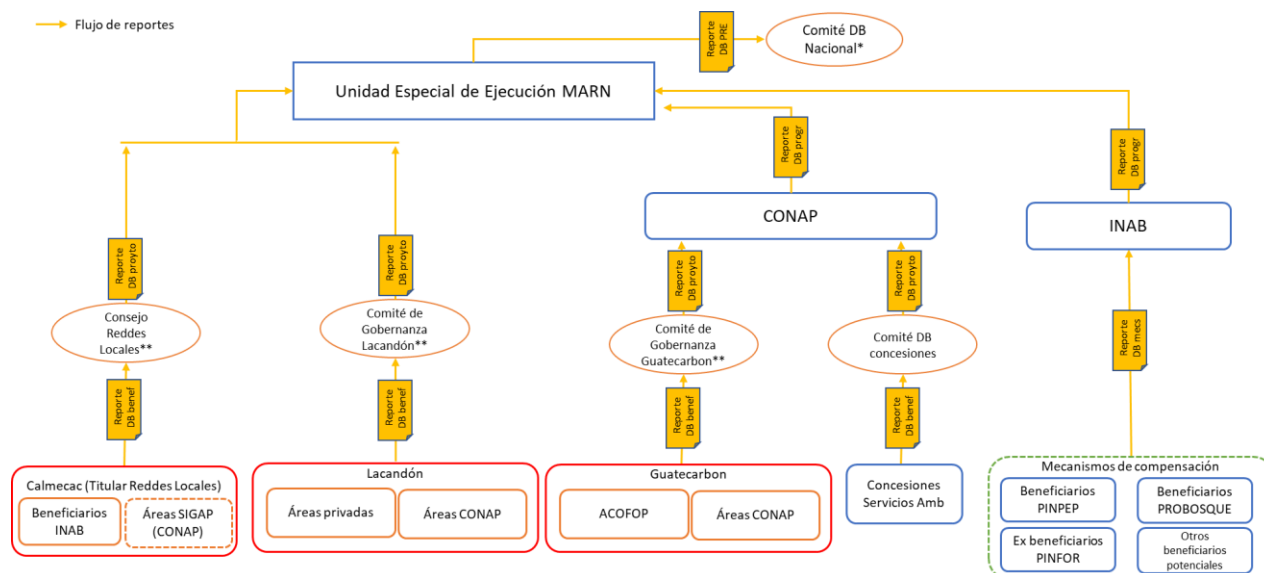 Flujo de reportes
Reporte
DB PRE
Comité DB
Nacional*
Unidad Especial de Ejecución MARN
Reporte
DB progr
Reporte
DB progr
CONAP
INAB
Reporte
DB proyto
Reporte
DB proyto
Reporte
DB proyto
Reporte
DB proyto
Consejo
Reddes
Locales**
Comité de
Gobernanza
Lacandón**
Comité de
Gobernanza
Guatecarbon**
Comité DB
concesiones
Reporte
DB mecs
Reporte
DB benef
Reporte
DB benef
Reporte
DB benef
Reporte
DB benef
Calmecac (Titular Reddes Locales)
Beneficiarios
INAB
Áreas SIGAP
(CONAP)
Lacandón
Áreas privadas
Áreas CONAP
Guatecarbon
ACOFOP
Áreas CONAP
Concesiones
Servicios Amb
Mecanismos de compensación
Beneficiarios
PINPEP
Beneficiarios
PROBOSQUE
Ex beneficiarios
PINFOR
Otros
beneficiarios
potenciales